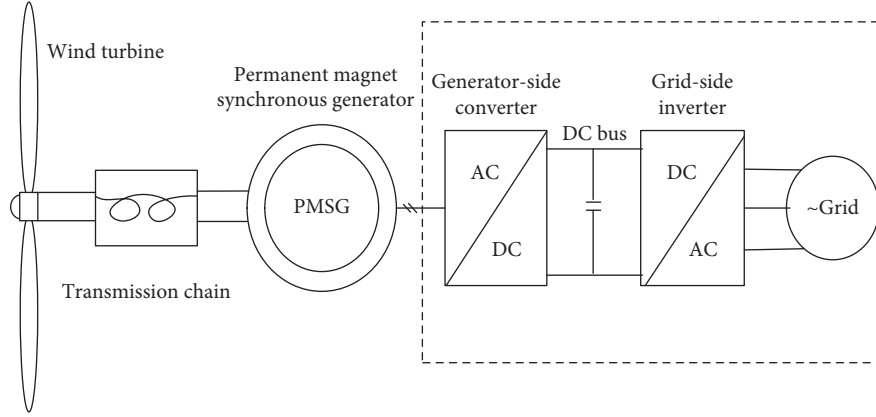 Wind turbine
Permanent magnet
synchronous generator
Generator-side
converter
Grid-side
inverter
DC bus
AC
DC
DC
AC
PMSG
~Grid
Transmission chain